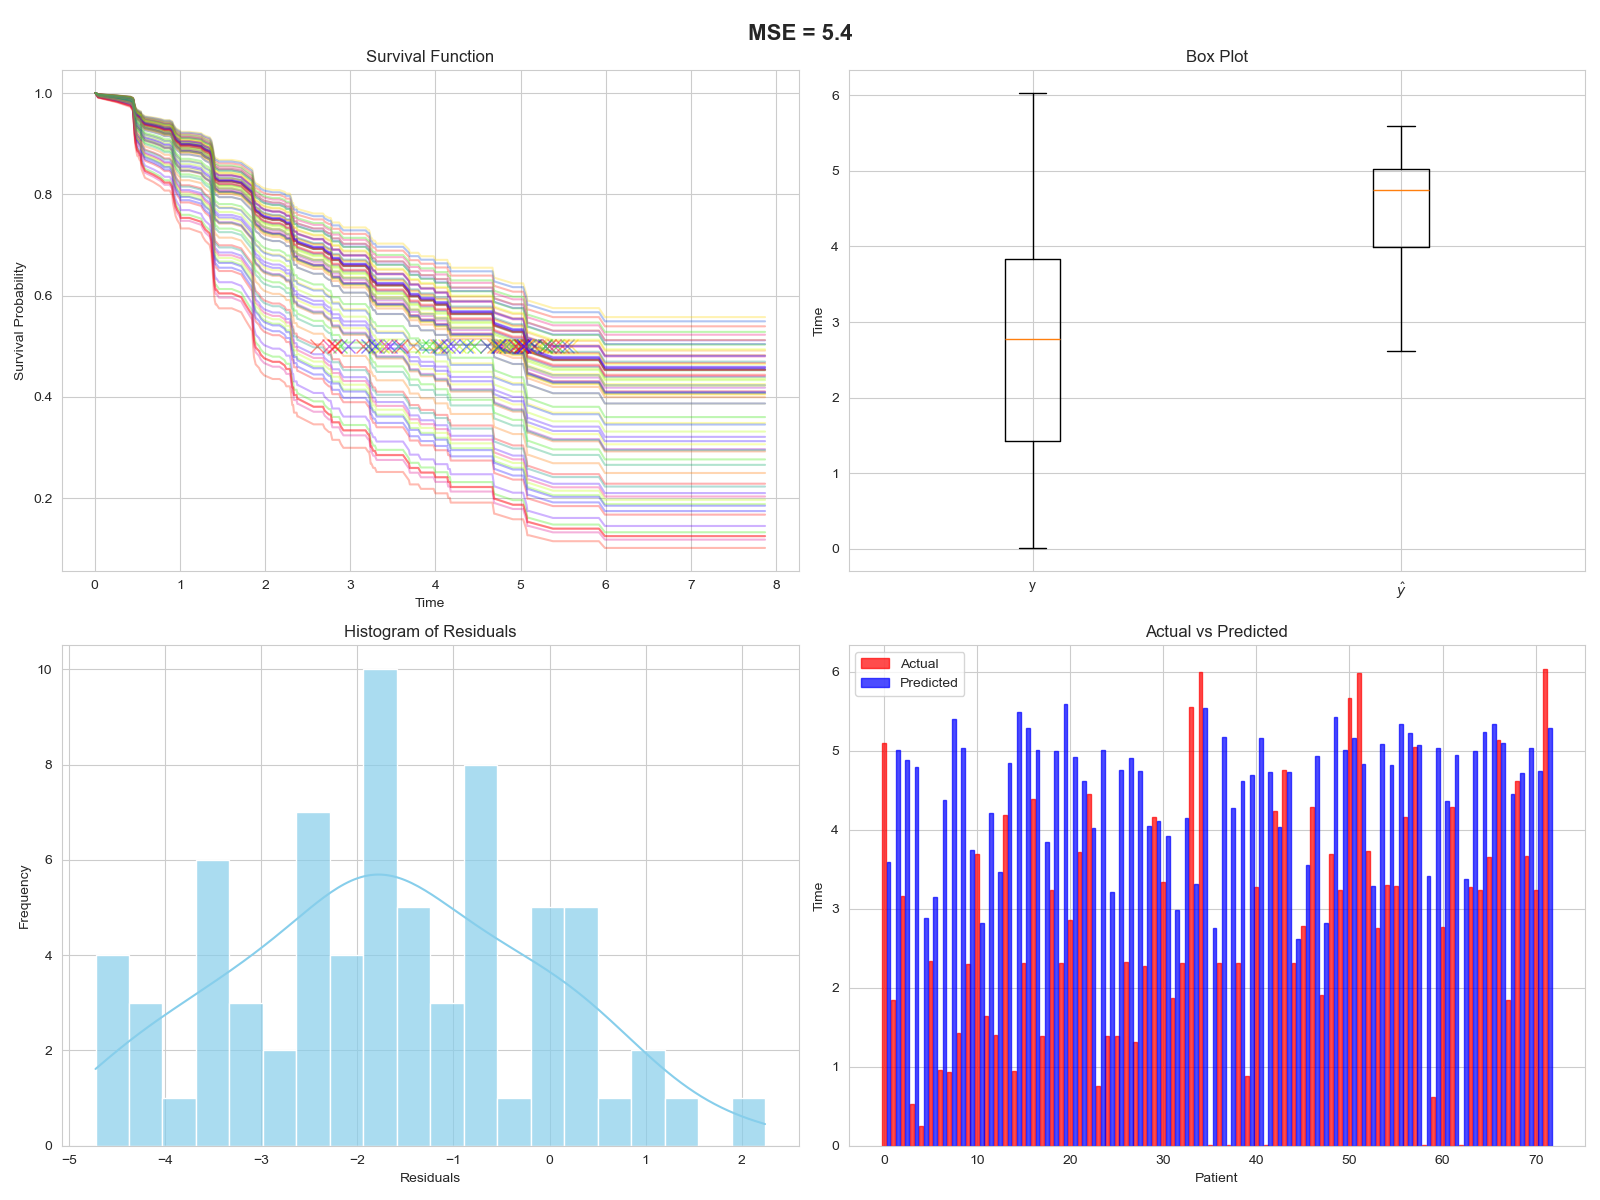 MSE = 5.4
Survival Function
Survival Probability
1.0
0.8
0.6
0.4
0.2
0 1 2 3 4 5 6 7 8
Time
Box Plot
Time
6
5
4
3
2
1
0
y ŷ
Histogram of Residuals
Frequency
10
8
6
4
2
0
−5 −4 −3 −2 −1 0 1 2
Residuals
Actual vs Predicted
Actual
Predicted
Time
6
5
4
3
2
1
0
0 10 20 30 40 50 60 70
Patient